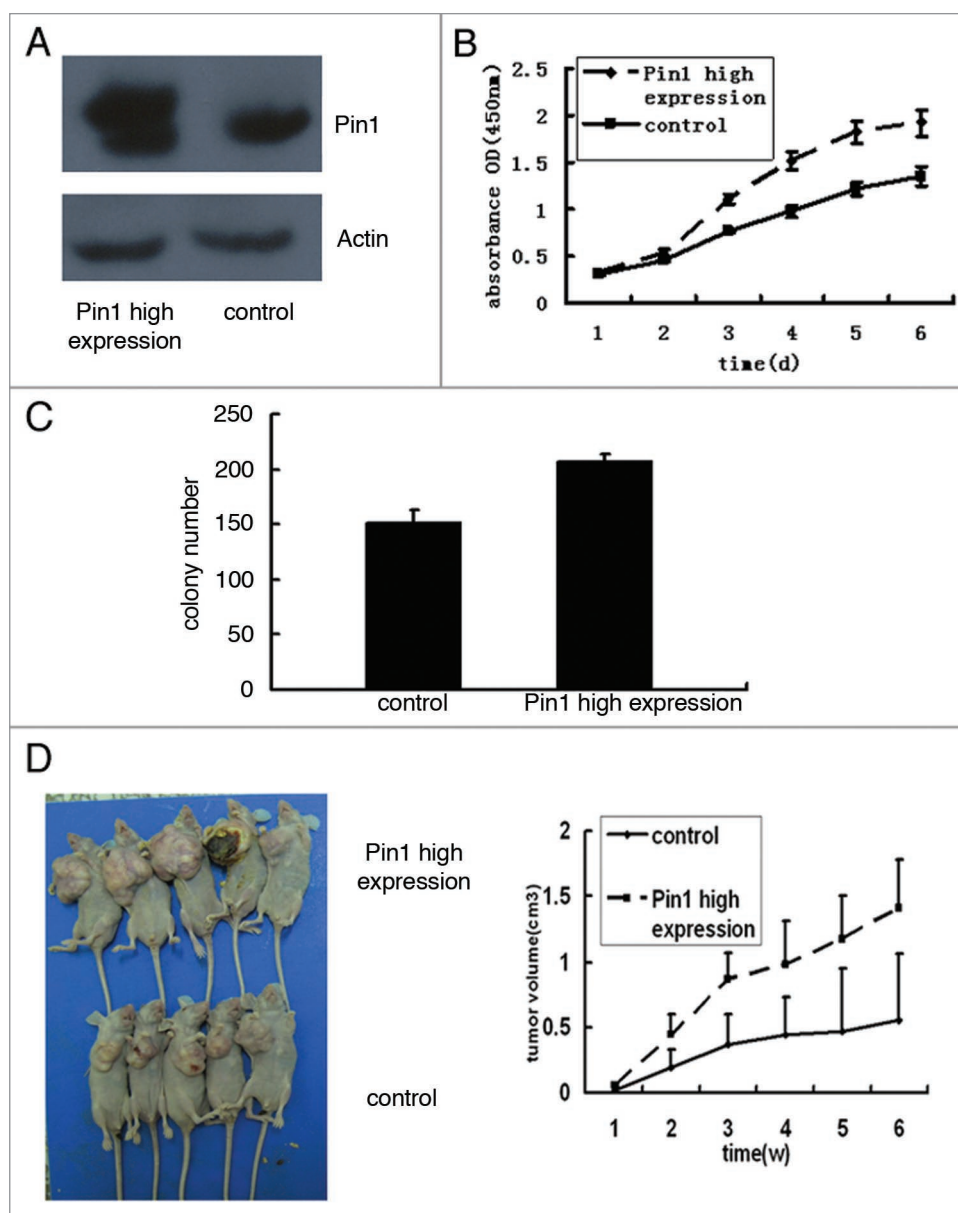 A
Pin1
Actin
Pin1 high
expression
control
B
2.5
2
1.5
1
0.5
0
absorbance OD(450nm)
Pin1 high
expression
control
1 2 3 4 5 6
time(d)
C
250
200
150
100
50
0
colony number
control
Pin1 high expression
D
Pin1 high
expression
control
2
1.5
1
0.5
0
tumor volume(cm3)
control
Pin1 high
expression
1 2 3 4 5 6
time(w)